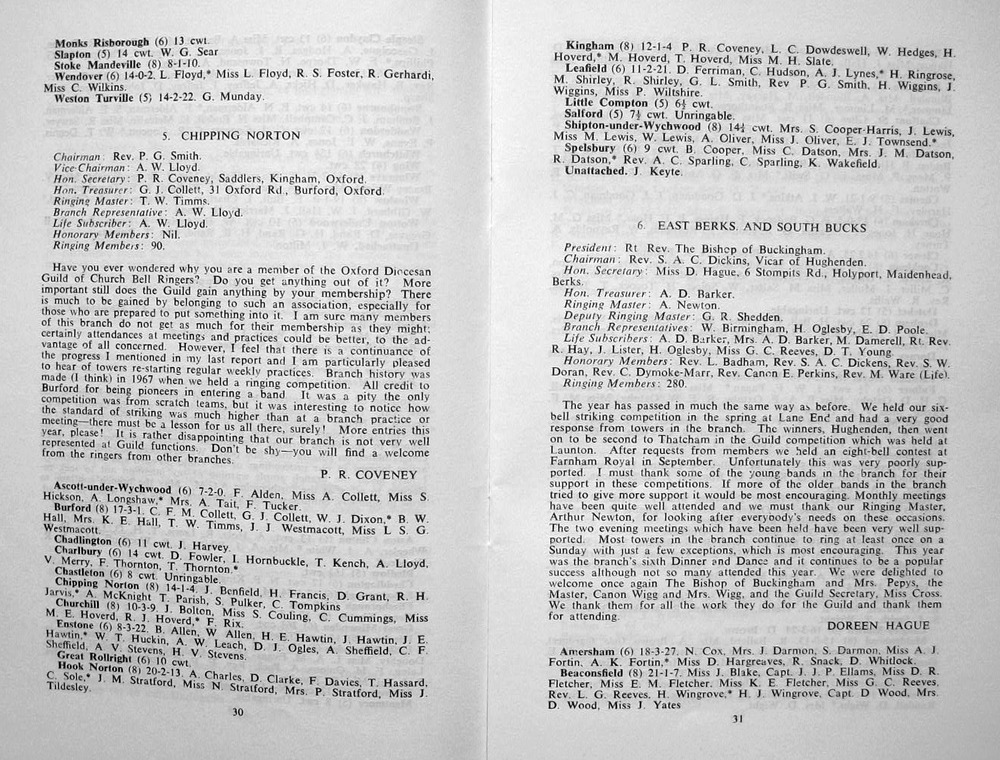 Monks Risborough (6) 13 cwt.
Slapton (5) 14 cwt. W. G. Sear
Stoke Mandeville (8) 8-1-10.
Wendover (6) 14-0-2. L. Floyd,* Miss L. Floyd, R. S. Foster, R. Gerhardi,
Miss C. Wilkins.
Weston Turville (5) 14-2-22. G. Munday.
5. CHIPPING NORTON
Chairman: Rev. P. G. Smith.
Vice-Chairman: A. W. Lloyd.
Hon. Secretary: P. R. Coveney, Saddlers, Kingham, Oxford.
Hon. Treasurer: G. J. Collett, 31 Oxford Rd., Burford, Oxford.
Ringing Master: T. W. Timms.
Branch Representative: A. W. Lloyd.
Life Subscriber: A. W. Lloyd.
Honorary Members: Nil.
Ringing Members: 90.
Have you ever wondered why you are a member of the Oxford Diocesan
Guild of Church Bell Ringers? Do you get anything out of it? More
important still does the Guild gain anything by your membership? There
is much to be gained by belonging to such an association, especially for
those who are prepared to put something into it. I am sure many members
of this branch do not get as much for their membership as they might;
certainly attendances at meetings and practices could be better, to the ad-
vantage of all concerned. However, I feel that there is a continuance of
the progress I mentioned in my last report and I am particularly pleased
to hear of towers re-starting regular weekly practices. Branch history was
made (I think) in 1967 when we held a ringing competition. All credit to
Burford for being pioneers in entering a band. It was a pity the only
competition was from scratch teams, but it was interesting to notice how
the standard of striking was much higher than at a branch practice or
meeting—there must be a lesson for us all there, surely! More entries this
year, please! It is rather disappointing that our branch is not very well
represented at Guild functions. Don't be shy—you will find a welcome
from the ringers from other branches.
P. R. COVENEY
Ascott-under-Wychwood (6) 7-2-0. F. Alden, Miss A. Collett, Miss S.
Hickson, A. Longshaw,* Mrs. A. Tait, F. Tucker.
Burford (8) 17-3-1. C. F. M. Collett, G. J. Collett, W. J. Dixon,* B. W.
Hall, Mrs. K. E. Hall, T. W. Timms, J. J. Westmacott, Miss L. S. G.
Westmacott.
Chadlington (6) 11 cwt. J. Harvey
Charlbury (6) 14 cwt. D. Fowler, I. Hornbuckle, T. Kench, A. Lloyd,
V. Merry, F. Thornton, T. Thornton.*
Chastleton (6) 8 cwt. Unringable.
Chipping Norton (8) 14-1-4. J. Benfield, H. Francis, D. Grant, R. H.
Jarvis,* A. McKnight T. Parish, S. Pulker, C. Tompkins
Churchill (8) 10-3-9. J. Bolton, Miss S. Couling, C. Cummings, Miss
M. E. Hoverd, R. J. Hoverd,* F. Rix.
Enstone (6) 8-3-22. B. Allen, W. Allen, H. E. Hawtin, J. Hawtin, J. E.
Hawtin,* W. T. Huckin, A. W. Leach, D. J. Ogles, A. Sheffield, C. F.
Sheffield, A. V. Stevens, H. V. Stevens.
Great Rollright (6) 10 cwt.
Hook Norton (8) 20-2-13. A. Charles, D. Clarke, F. Davies, T. Hassard,
C. Sole,* J. M. Stratford, Miss N. Stratford, Mrs. P. Stratford, Miss J.
Tildesley.
30
Kingham (8) 12-1-4 P. R. Coveney, L. C. Dowdeswell, W. Hedges, H.
Hoverd,* M. Hoverd, T. Hoverd, Miss M. H. Slate.
Leafield (6) 11-2-21. D. Ferriman, C. Hudson, A. J. Lynes,* H. Ringrose,
M. Shirley, R. Shirley, G. L. Smith, Rev P. G. Smith, H. Wiggins, J.
Wiggins, Miss P. Wiltshire.
Little Compton (5) 6½ cwt.
Salford (5) 7½ cwt. Unringable.
Shipton-under-Wychwood (8) 14¾ cwt. Mrs. S. Cooper-Harris, J. Lewis,
Miss M. Lewis, W. Lewis, A. Oliver, Miss J. Oliver, E. J. Townsend.*
Spelsbury (6) 9 cwt. B. Cooper, Miss C. Datson, Mrs. J. M. Datson,
R. Datson,* Rev. A. C. Sparling, C. Sparling, K. Wakefield.
Unattached. J. Keyte.
6. EAST BERKS. AND SOUTH BUCKS
President: Rt. Rev. The Bishop of Buckingham.
Chairman: Rev. S. A. C. Dickins, Vicar of Hughenden.
Hon. Secretary: Miss D. Hague, 6 Stompits Rd., Holyport, Maidenhead,
Berks.
Hon. Treasurer: A. D. Barker.
Ringing Master: A. Newton.
Deputy Ringing Master: G. R. Shedden.
Branch Representatives: W. Birmingham, H. Oglesby, E. D. Poole.
Life Subscribers: A. D. Barker, Mrs. A. D. Barker, M. Damerell, Rt. Rev.
R. Hay, J. Lister, H. Oglesby, Miss G. C. Reeves, D. T. Young.
Honorary Members: Rev. L. Badham, Rev. S. A. C. Dickens, Rev. S. W.
Doran, Rev. C. Dymoke-Marr, Rev. Canon E. Perkins, Rev. M. Ware (Life).
Ringing Members: 280.
The year has passed in much the same way as before. We held our six-
bell striking competition in the spring at Lane End and had a very good
response from towers in the branch. The winners, Hughenden, then went
on to be second to Thatcham in the Guild competition which was held at
Launton. After requests from members we held an eight-bell contest at
Farnham Royal in September. Unfortunately this was very poorly sup-
ported. I must thank some of the young bands in the branch for their
support in these competitions. If more of the older bands in the branch
tried to give more support it would be most encouraging. Monthly meetings
have been quite well attended and we must thank our Ringing Master,
Arthur Newton, for looking after everybody's needs on these occasions.
The two evening meetings which have been held have been very well sup-
ported. Most towers in the branch continue to ring at least once on a
Sunday with just a few exceptions, which is most encouraging. This year
was the branch's sixth Dinner and Dance and it continues to be a popular
success although not so many attended this year. We were delighted to
welcome once again The Bishop of Buckingham and Mrs. Pepys, the
Master, Canon Wigg and Mrs. Wigg, and the Guild Secretary, Miss Cross.
We thank them for all the work they do for the Guild and thank them
for attending.
DOREEN HAGUE
Amersham (6) 18-3-27. N. Cox, Mrs. J. Darmon, S. Darmon, Miss A. J.
Fortin, A. K. Fortin,* Miss D. Hargreaves, R. Snack, D. Whitlock.
Beaconsfield (8) 21-1-7. Miss J. Blake, Capt. J. J. P. Ellams, Miss D. R.
Fletcher, Miss E. M. Fletcher, Miss K. E. Fletcher, Miss G. C. Reeves,
Rev. L. G. Reeves, H. Wingrove,* H. J. Wingrove, Capt. D Wood, Mrs.
D. Wood, Miss J. Yates
31